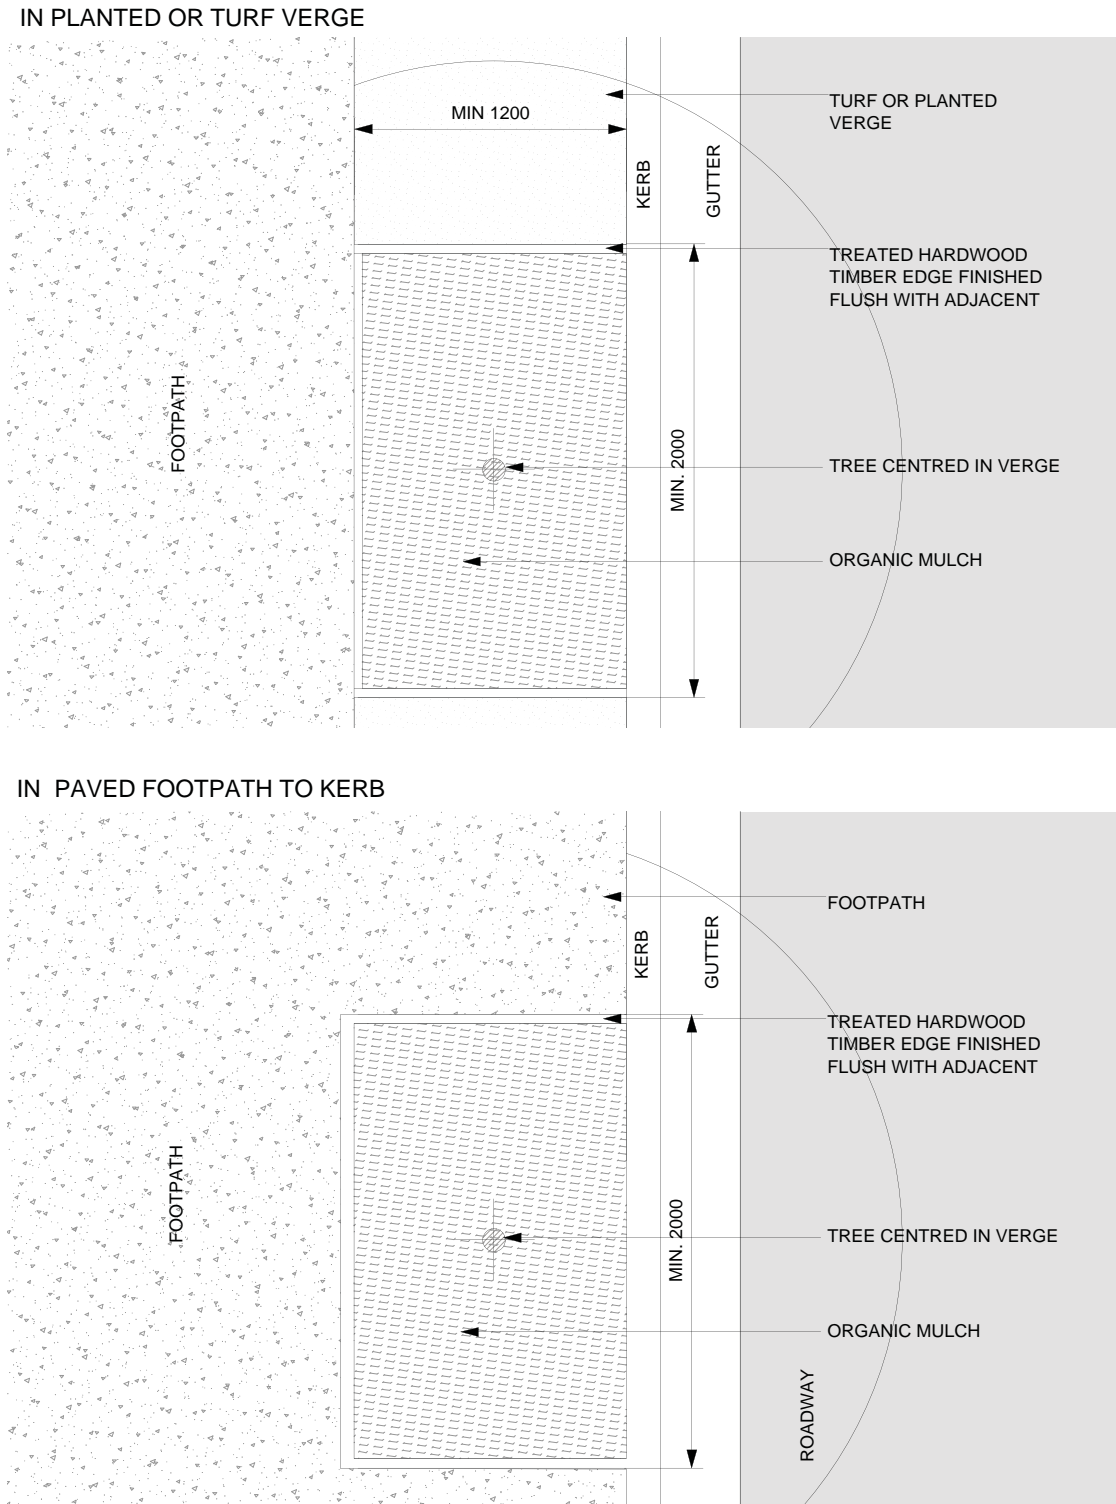 IN PLANTED OR TURF VERGE
MIN 1200
TURF OR PLANTED
VERGE
KERB
GUTTER
TREATED HARDWOOD
TIMBER EDGE FINISHED
FLUSH WITH ADJACENT
FOOTPATH
MIN. 2000
TREE CENTRED IN VERGE
ORGANIC MULCH
IN PAVED FOOTPATH TO KERB
FOOTPATH
KERB
GUTTER
TREATED HARDWOOD
TIMBER EDGE FINISHED
FLUSH WITH ADJACENT
FOOTPATH
MIN. 2000
TREE CENTRED IN VERGE
ORGANIC MULCH
ROADWAY